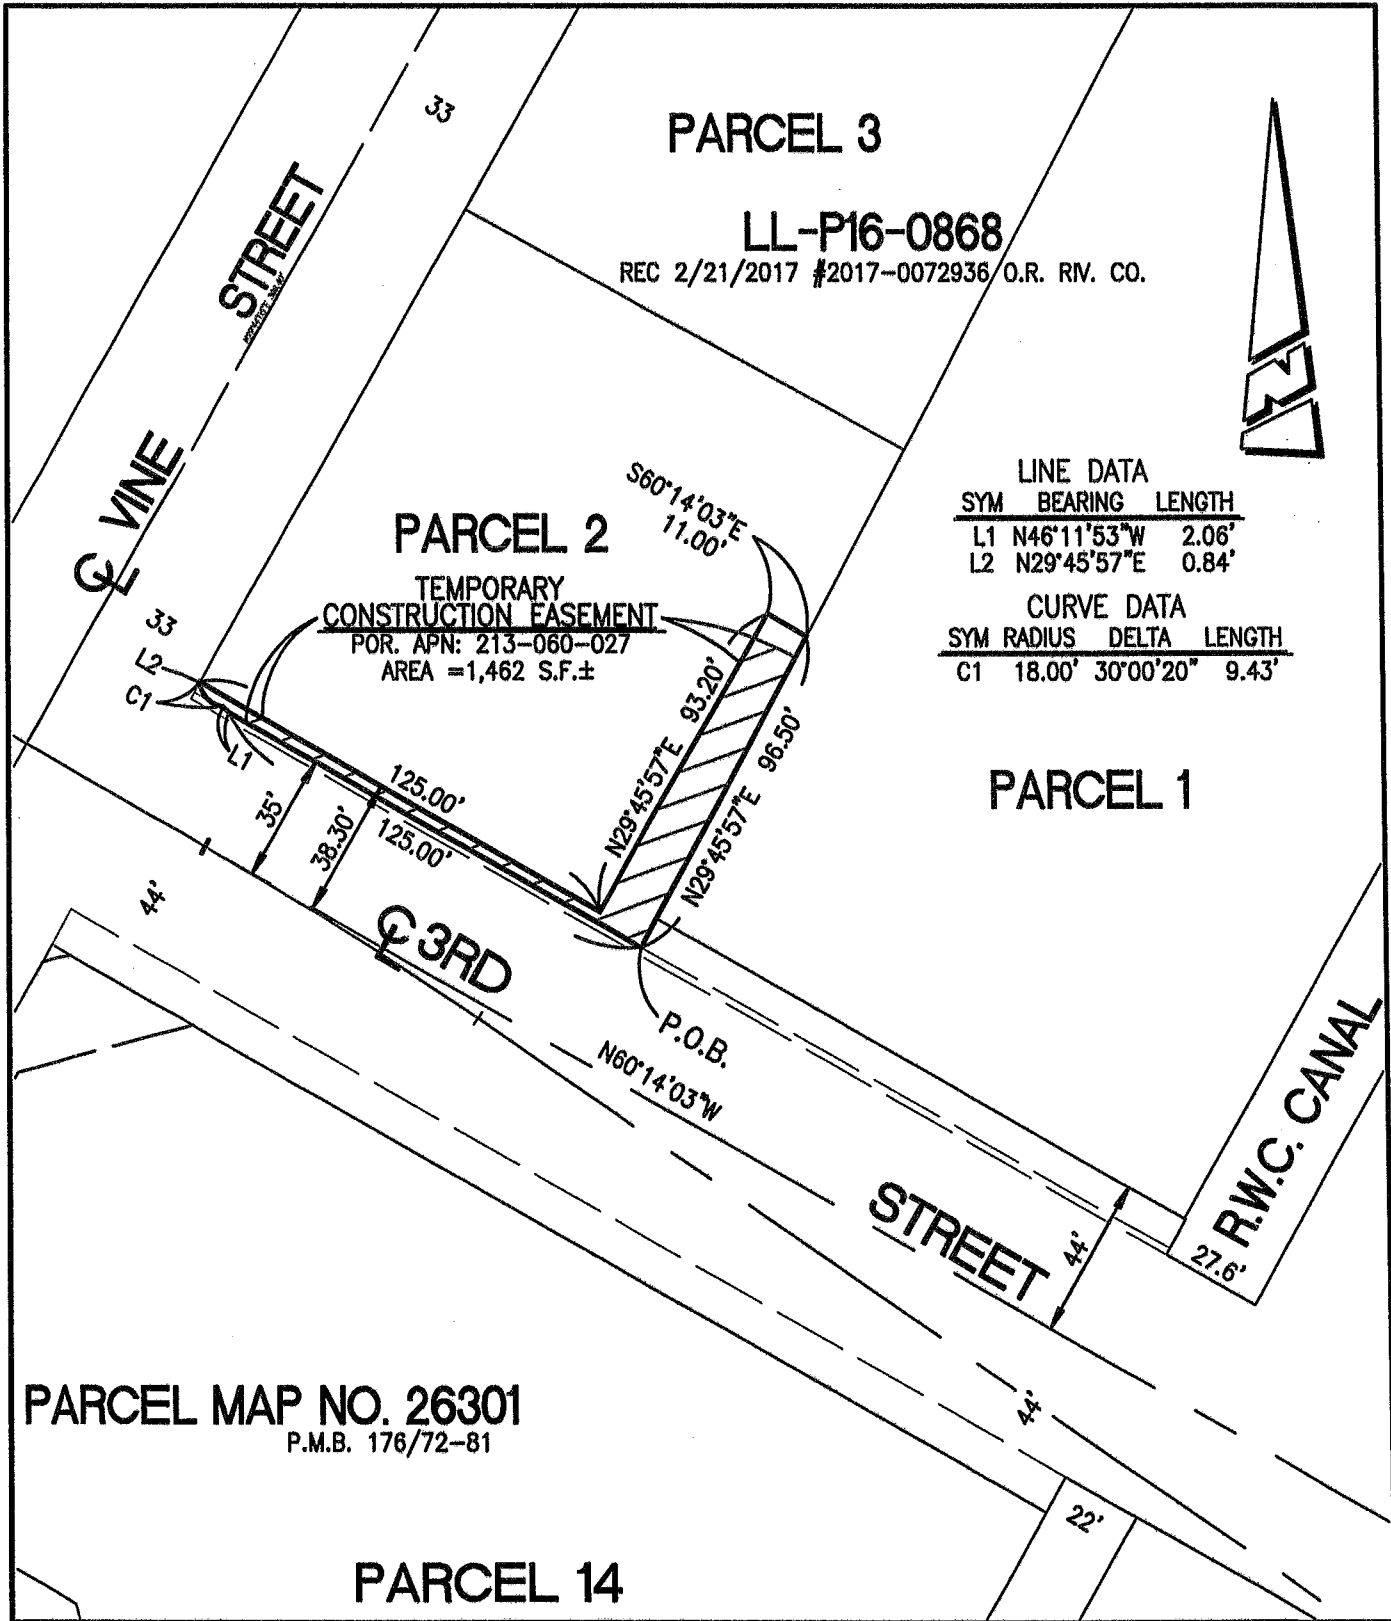 33
PARCEL 3
STREET
LL-P16-0868
REC 2/21/2017 #2017-0072936 O.R. RIV. CO.
N
℄ VINE
LINE DATA
SYM BEARING LENGTH
L1 N46°11'53"W 2.06'
L2 N29°45'57"E 0.84'
CURVE DATA
SYM RADIUS DELTA LENGTH
C1 18.00' 30°00'20" 9.43'
S60°14'03"E
11.00'
PARCEL 2
TEMPORARY
CONSTRUCTION EASEMENT
POR. APN: 213-060-027
AREA =1,462 S.F.±
33
L2
C1
L1
N29°45'57"E 93.20'
N29°45'57"E 96.50'
PARCEL 1
125.00'
125.00'
35'
38.30'
44'
℄ 3RD
P.O.B.
N60°14'03"W
R.W.C. CANAL
STREET
44'
27.6'
44'
PARCEL MAP NO. 26301
P.M.B. 176/72-81
22'
PARCEL 14